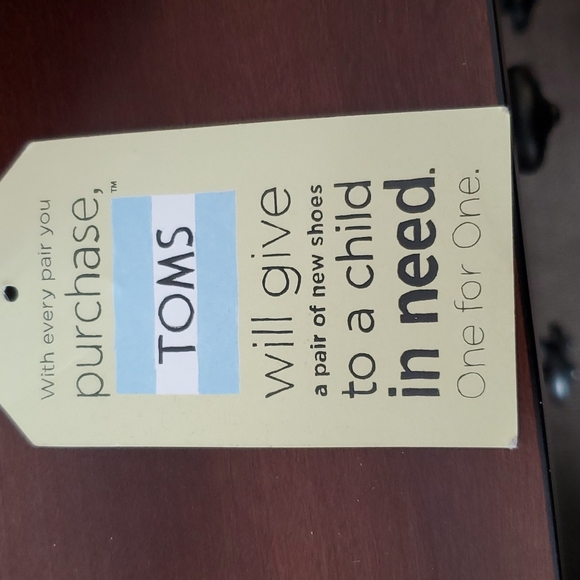 With every pair you
purchase,
TM
TOMS
will give
a pair of new shoes
to a child
in need.
One for One.